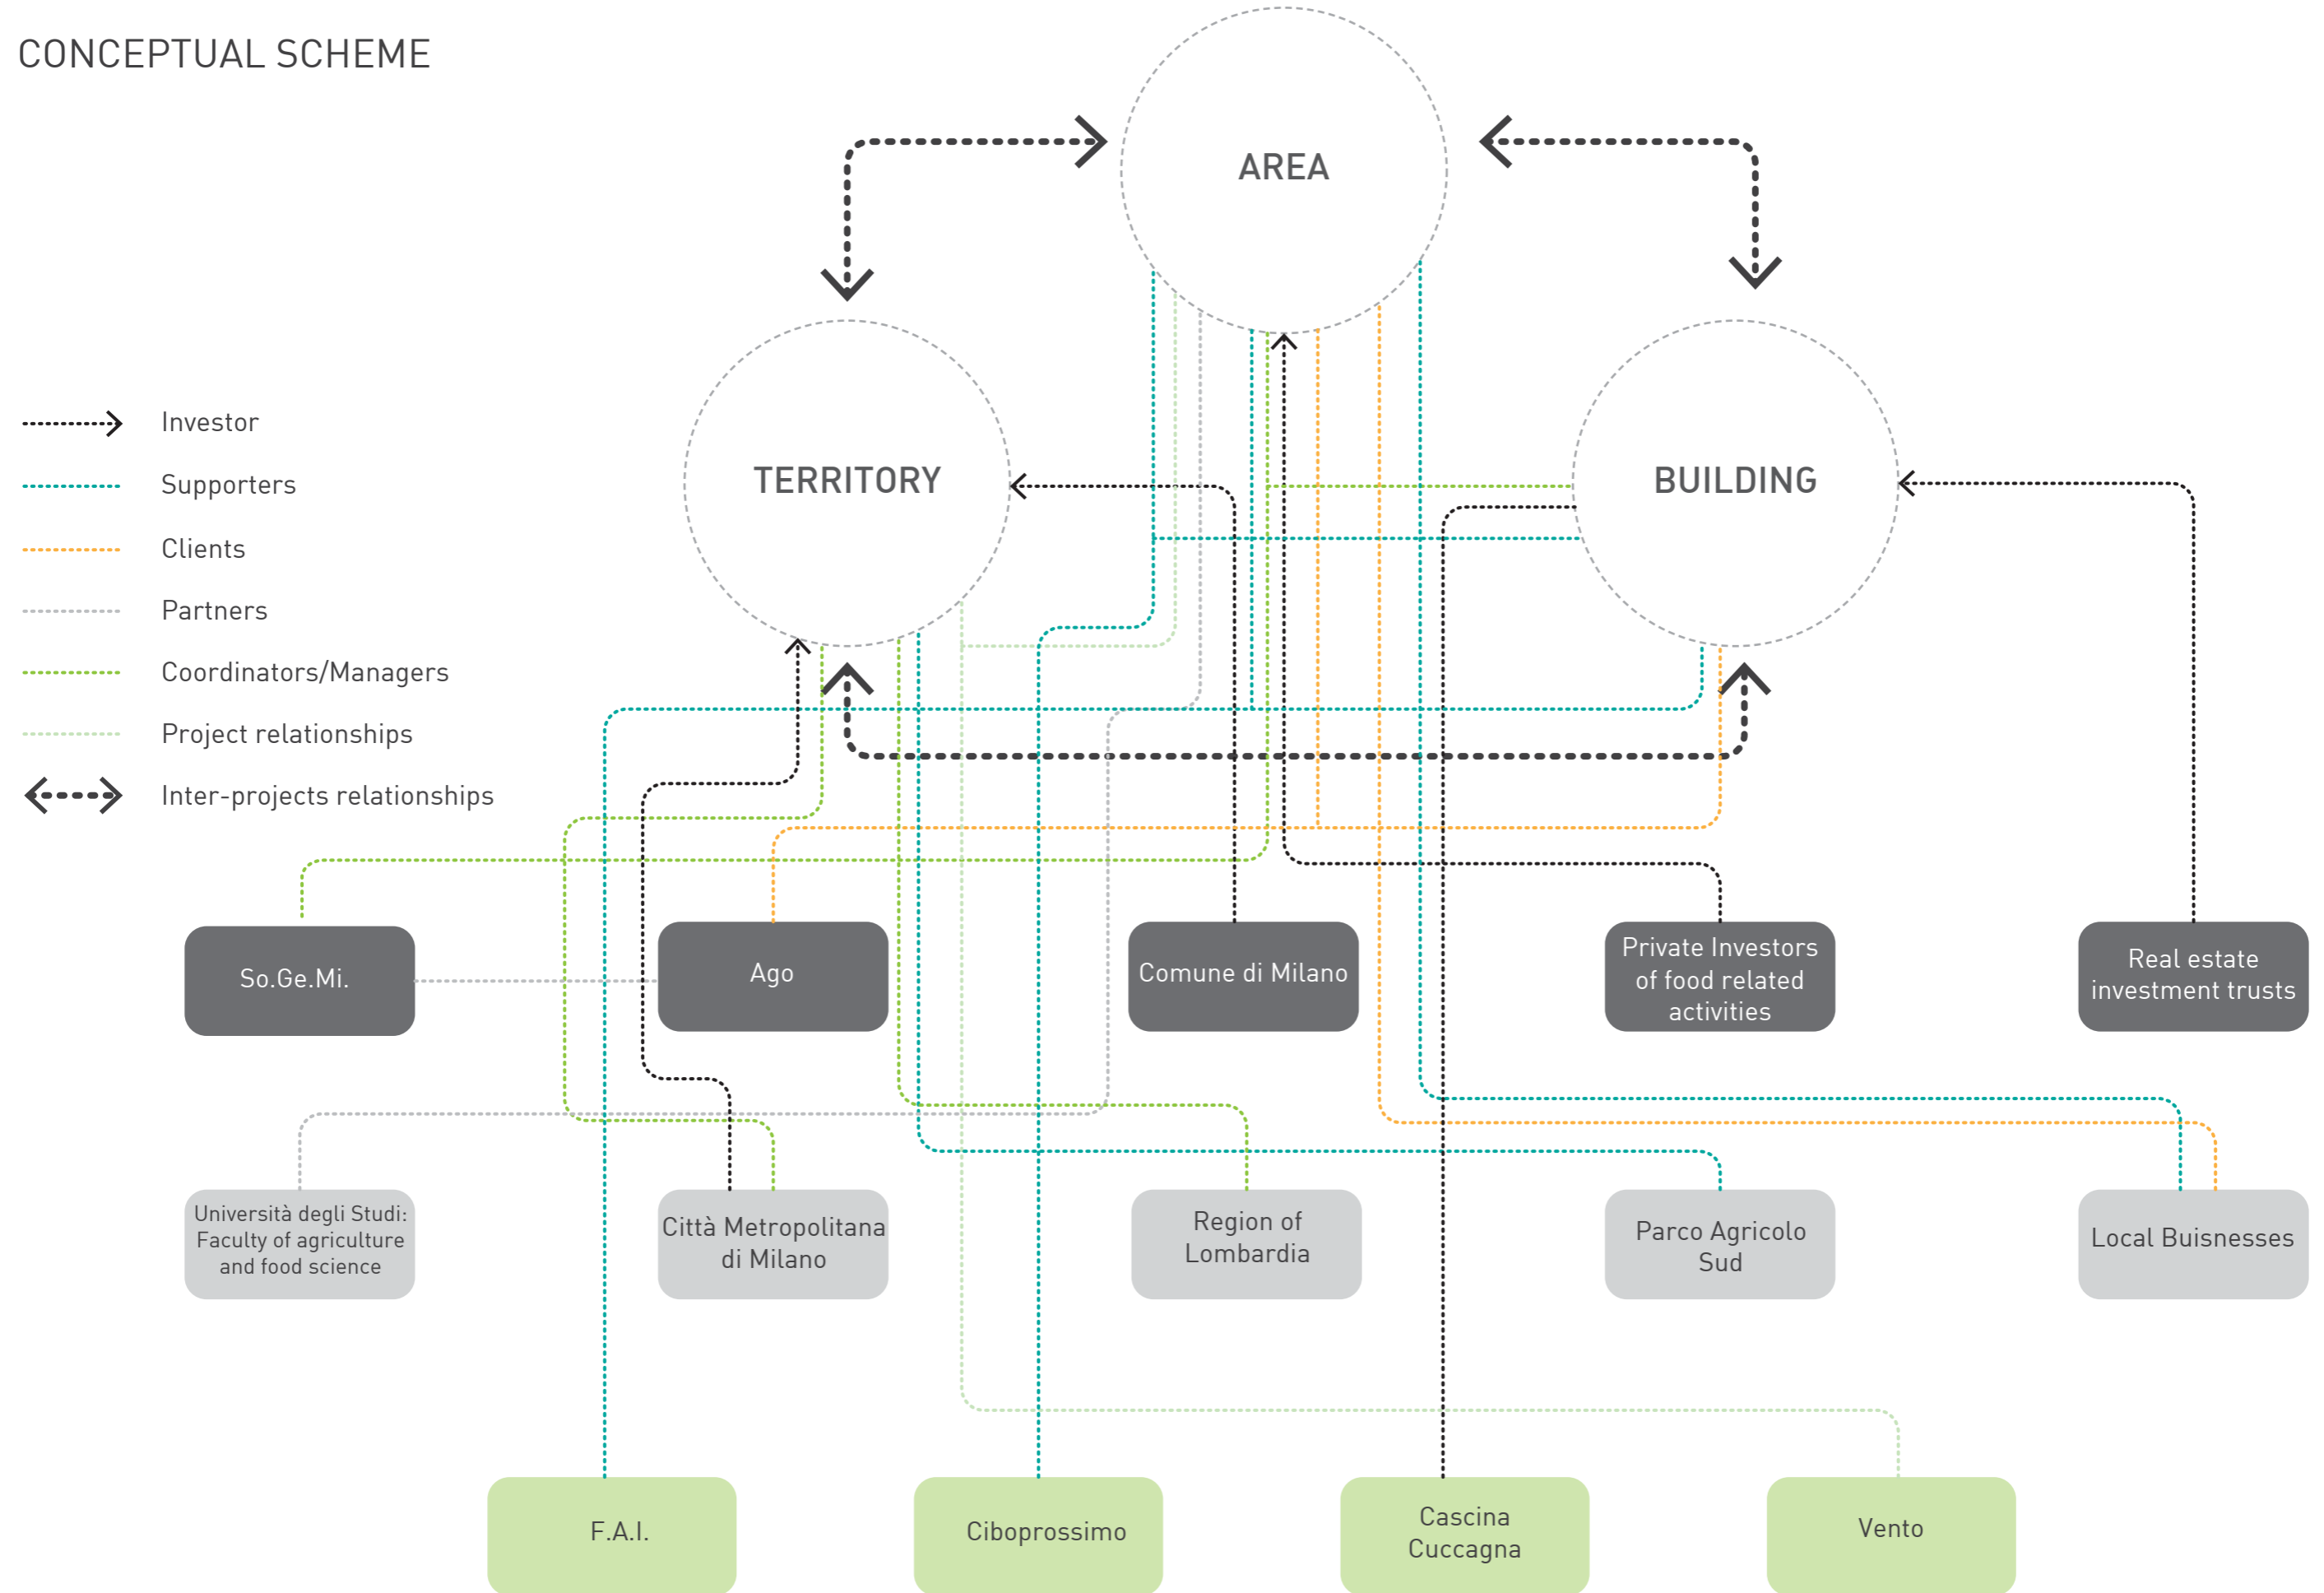 CONCEPTUAL SCHEME
AREA
TERRITORY
BUILDING
Investor
Supporters
Clients
Partners
Coordinators/Managers
Project relationships
Inter-projects relationships
So.Ge.Mi.
Ago
Comune di Milano
Private Investors
of food related
activities
Real estate
investment trusts
Università degli Studi:
Faculty of agriculture
and food science
Città Metropolitana
di Milano
Region of
Lombardia
Parco Agricolo
Sud
Local Buisnesses
F.A.I.
Ciboprossimo
Cascina
Cuccagna
Vento